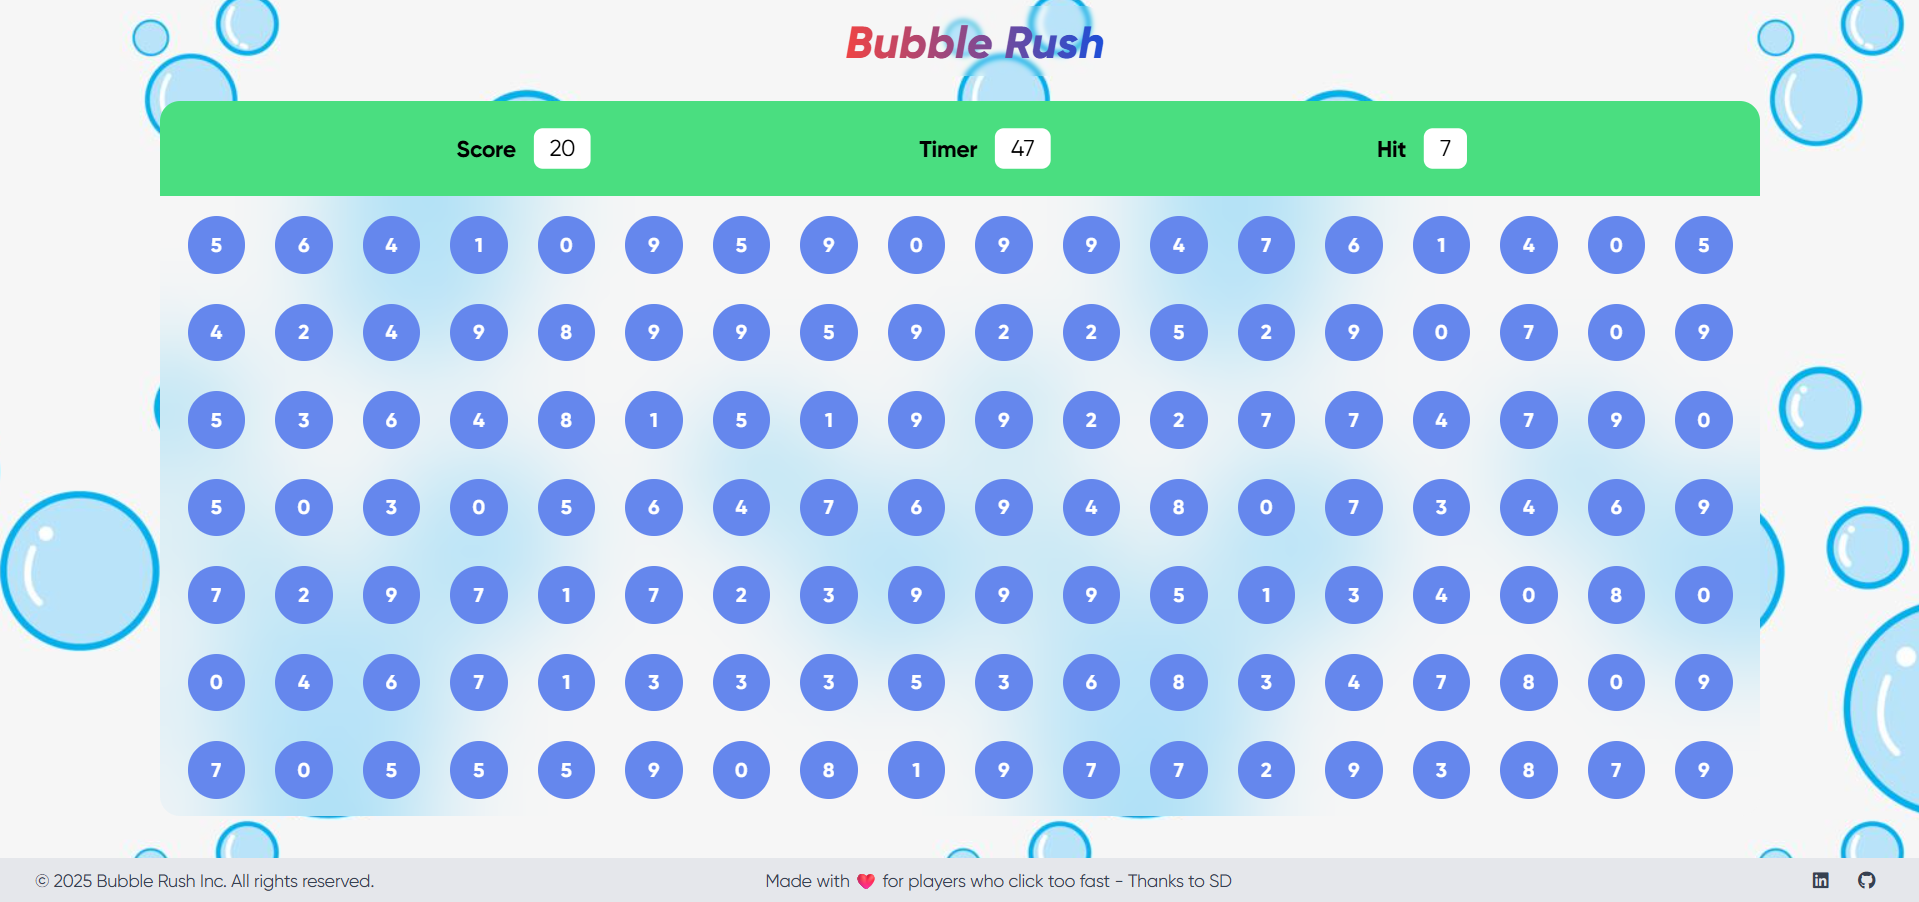 Bubble Rush
Score 20 Timer 47 Hit 7
5 6 4 1 0 9 5 9 0 9 9 4 7 6 1 4 0 5
4 2 4 9 8 9 9 5 9 2 2 5 2 9 0 7 0 9
5 3 6 4 8 1 5 1 9 9 2 2 7 7 4 7 9 0
5 0 3 0 5 6 4 7 6 9 4 8 0 7 3 4 6 9
7 2 9 7 1 7 2 3 9 9 9 5 1 3 4 0 8 0
0 4 6 7 1 3 3 3 5 3 6 8 3 4 7 8 0 9
7 0 5 5 5 9 0 8 1 9 7 7 2 9 3 8 7 9
© 2025 Bubble Rush Inc. All rights reserved. Made with ❤️ for players who click too fast - Thanks to SD